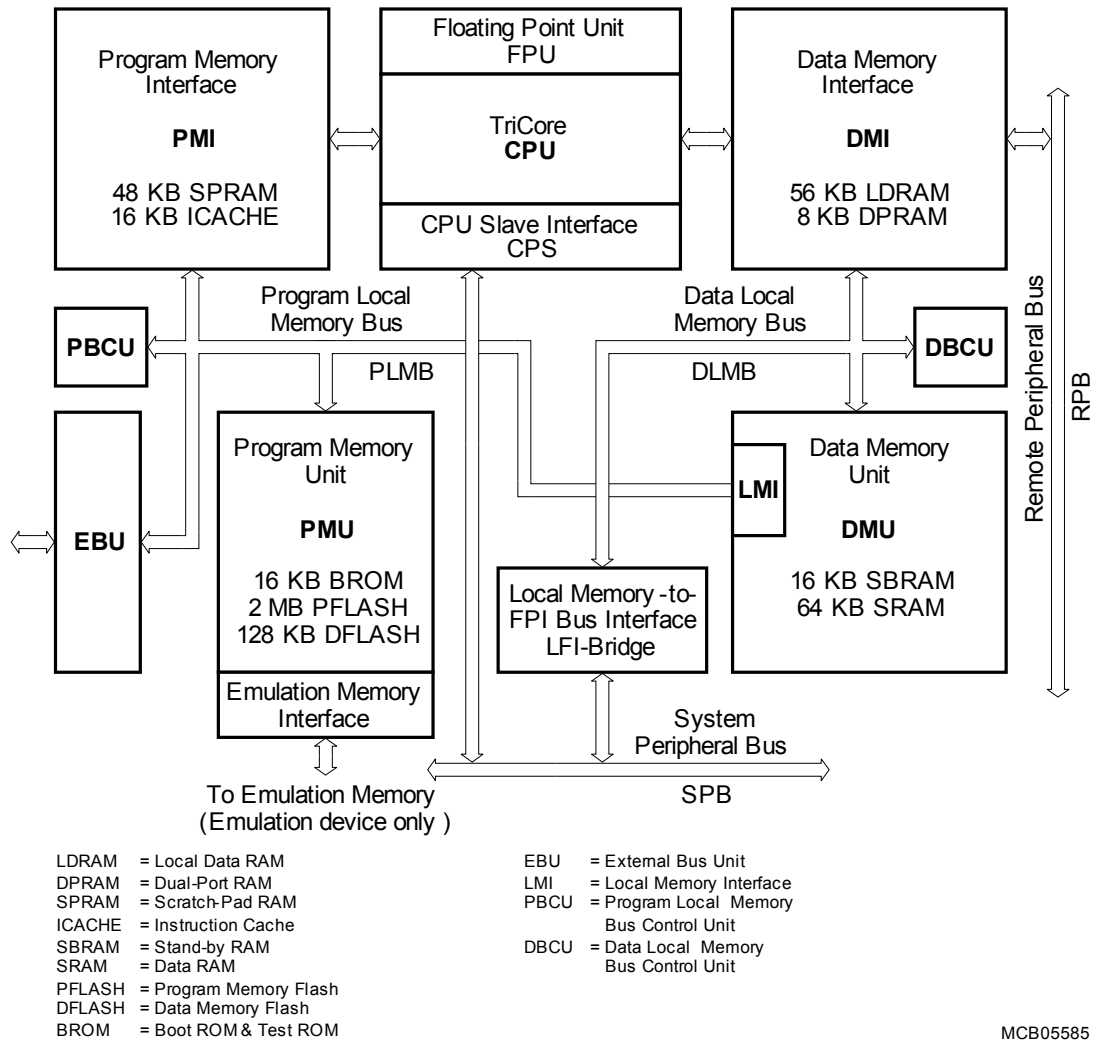 Program Memory
Interface
PMI
48 KB SPRAM
16 KB ICACHE
Floating Point Unit
FPU
TriCore
CPU
CPU Slave Interface
CPS
Data Memory
Interface
DMI
56 KB LDRAM
8 KB DPRAM
Program Local
Memory Bus
Data Local
Memory Bus
PBCU
PLMB
DLMB
DBCU
Remote Peripheral Bus
RPB
EBU
Program Memory
Unit
PMU
16 KB BROM
2 MB PFLASH
128 KB DFLASH
Emulation Memory
Interface
LMI
Data Memory
Unit
DMU
16 KB SBRAM
64 KB SRAM
Local Memory -to-
FPI Bus Interface
LFI-Bridge
System
Peripheral Bus
SPB
To Emulation Memory
(Emulation device only )
LDRAM = Local Data RAM
DPRAM = Dual-Port RAM
SPRAM = Scratch-Pad RAM
ICACHE = Instruction Cache
SBRAM = Stand-by RAM
SRAM = Data RAM
PFLASH = Program Memory Flash
DFLASH = Data Memory Flash
BROM = Boot ROM & Test ROM
EBU = External Bus Unit
LMI = Local Memory Interface
PBCU = Program Local Memory
Bus Control Unit
DBCU = Data Local Memory
Bus Control Unit
MCB05585